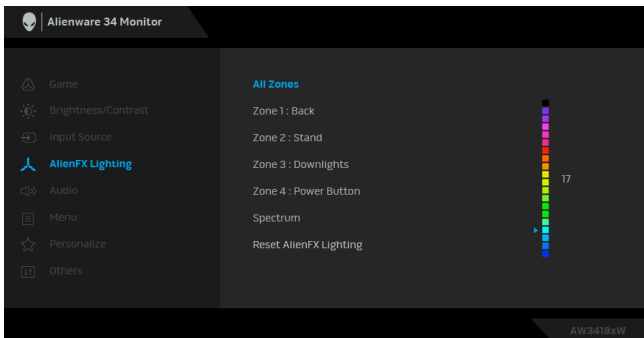 Alienware 34 Monitor
Game
Brightness/Contrast
Input Source
AlienFX Lighting
Audio
Menu
Personalize
Others
All Zones
Zone 1 : Back
Zone 2 : Stand
Zone 3 : Downlights
Zone 4 : Power Button
Spectrum
Reset AlienFX Lighting
17
AW3418xW